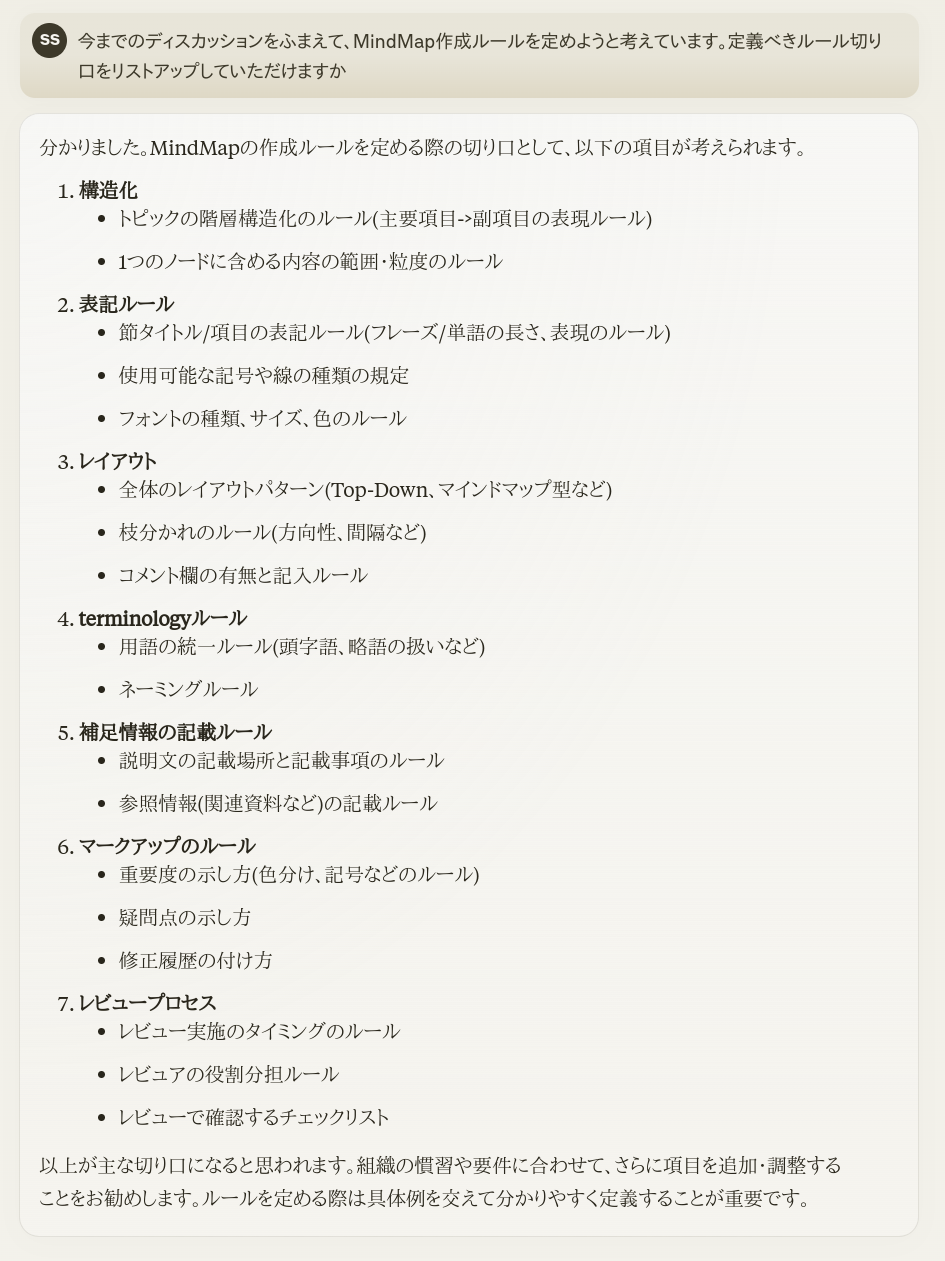 SS
今までのディスカッションをふまえて、MindMap作成ルールを定めようと考えています。定義べきルール切り
口をリストアップしていただけますか
分かりました。MindMapの作成ルールを定める際の切り口として、以下の項目が考えられます。
1. 構造化
• トピックの階層構造化のルール(主要項目->副項目の表現ルール)
• 1つのノードに含める内容の範囲・粒度のルール
2. 表記ルール
• 節タイトル/項目の表記ルール(フレーズ/単語の長さ、表現のルール)
• 使用可能な記号や線の種類の規定
• フォントの種類、サイズ、色のルール
3. レイアウト
• 全体のレイアウトパターン(Top-Down、マインドマップ型など)
• 枝分かれのルール(方向性、間隔など)
• コメント欄の有無と記入ルール
4. terminologyルール
• 用語の統一ルール(頭字語、略語の扱いなど)
• ネーミングルール
5. 補足情報の記載ルール
• 説明文の記載場所と記載事項のルール
• 参照情報(関連資料など)の記載ルール
6. マークアップのルール
• 重要度の示し方(色分け、記号などのルール)
• 疑問点の示し方
• 修正履歴の付け方
7. レビュープロセス
• レビュー実施のタイミングのルール
• レビュアの役割分担ルール
• レビューで確認するチェックリスト
以上が主な切り口になると思われます。組織の慣習や要件に合わせて、さらに項目を追加・調整する
ことをお勧めします。ルールを定める際は具体例を交えて分かりやすく定義することが重要です。